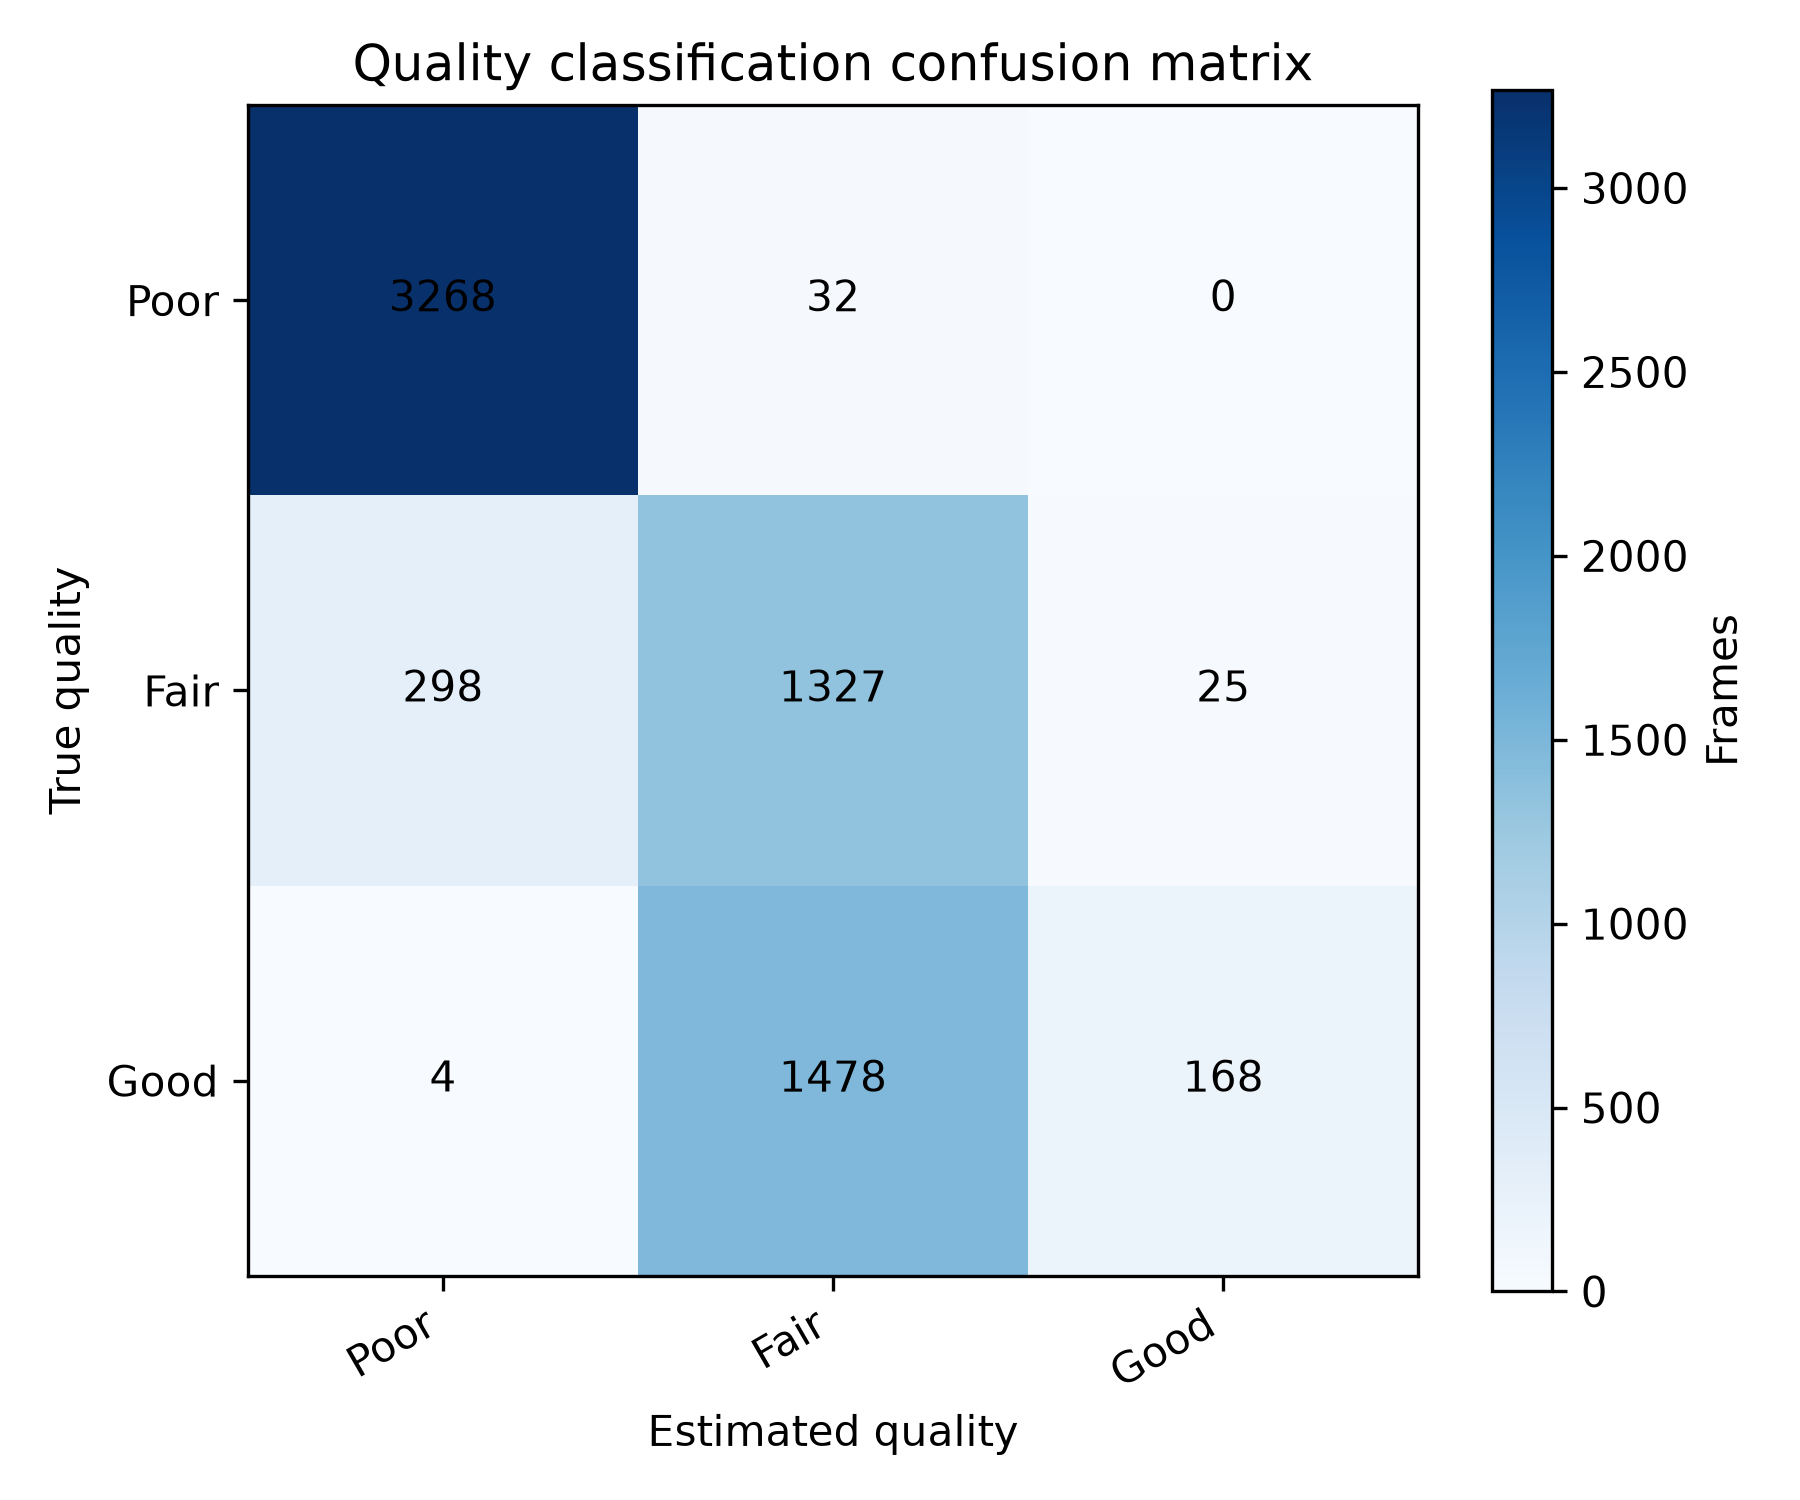 Quality classification confusion matrix
True quality
Poor
3268
32
0
Fair
298
1327
25
Good
4
1478
168
Poor
Fair
Good
Estimated quality
3000
2500
2000
1500
1000
500
0
Frames